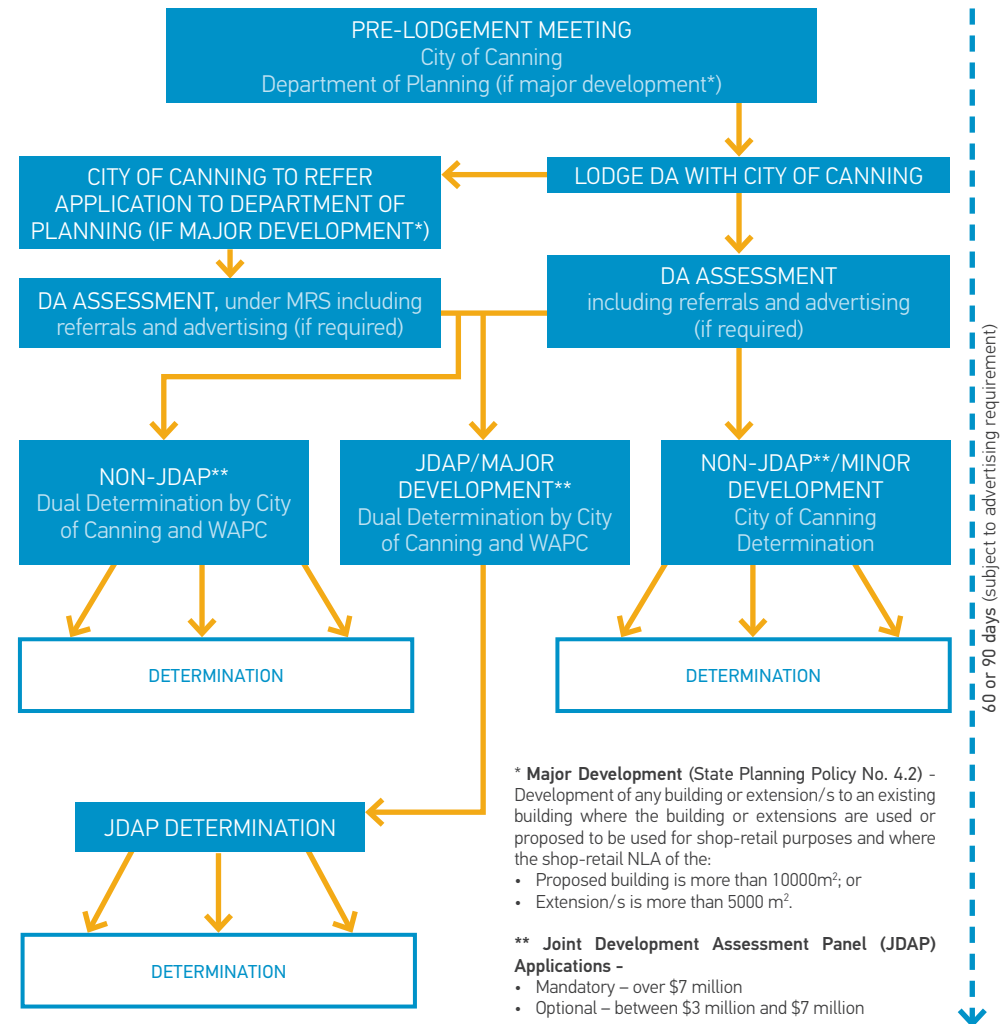 PRE-LODGEMENT MEETING
City of Canning
Department of Planning (if major development*)
LODGE DA WITH CITY OF CANNING
CITY OF CANNING TO REFER
APPLICATION TO DEPARTMENT OF
PLANNING (IF MAJOR DEVELOPMENT*)
DA ASSESSMENT, under MRS including
referrals and advertising (if required)
DA ASSESSMENT
including referrals and advertising
(if required)
NON-JDAP**
Dual Determination by City
of Canning and WAPC
JDAP/MAJOR
DEVELOPMENT**
Dual Determination by City
of Canning and WAPC
NON-JDAP**/MINOR
DEVELOPMENT
City of Canning
Determination
DETERMINATION
DETERMINATION
JDAP DETERMINATION
DETERMINATION
* Major Development (State Planning Policy No. 4.2) -
Development of any building or extension/s to an existing
building where the building or extensions are used or
proposed to be used for shop-retail purposes and where
the shop-retail NLA of the:
• Proposed building is more than 10000m²; or
• Extension/s is more than 5000 m².
** Joint Development Assessment Panel (JDAP)
Applications -
• Mandatory – over $7 million
• Optional – between $3 million and $7 million
60 or 90 days (subject to advertising requirement)